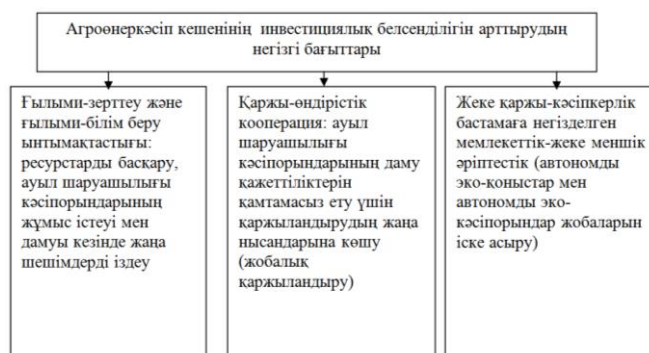 Агроөнеркәсіп кешенінің инвестициялық белсенділігін арттырудың
негізгі бағыттары
Ғылыми-зерттеу және
ғылыми-білім беру
ынтымақтастығы:
ресурстарды басқару,
ауыл шаруашылығы
кәсіпорындарының
жұмыс істеуі мен
дамуы кезінде жаңа
шешімдерді іздеу
Қаржы-өндірістік
кооперация: ауыл
шаруашылығы
кәсіпорындарының даму
қажеттіліктерін
қамтамасыз ету үшін
қаржыландырудың жаңа
нысандарына көшу
(жобалық
қаржыландыру)
Жеке қаржы-кәсіпкерлік
бастамаға негізделген
мемлекеттік-жеке меншік
әріптестік (автономды
эко-қоныстар мен
автономды эко-
кәсіпорындар жобаларын
іске асыру)